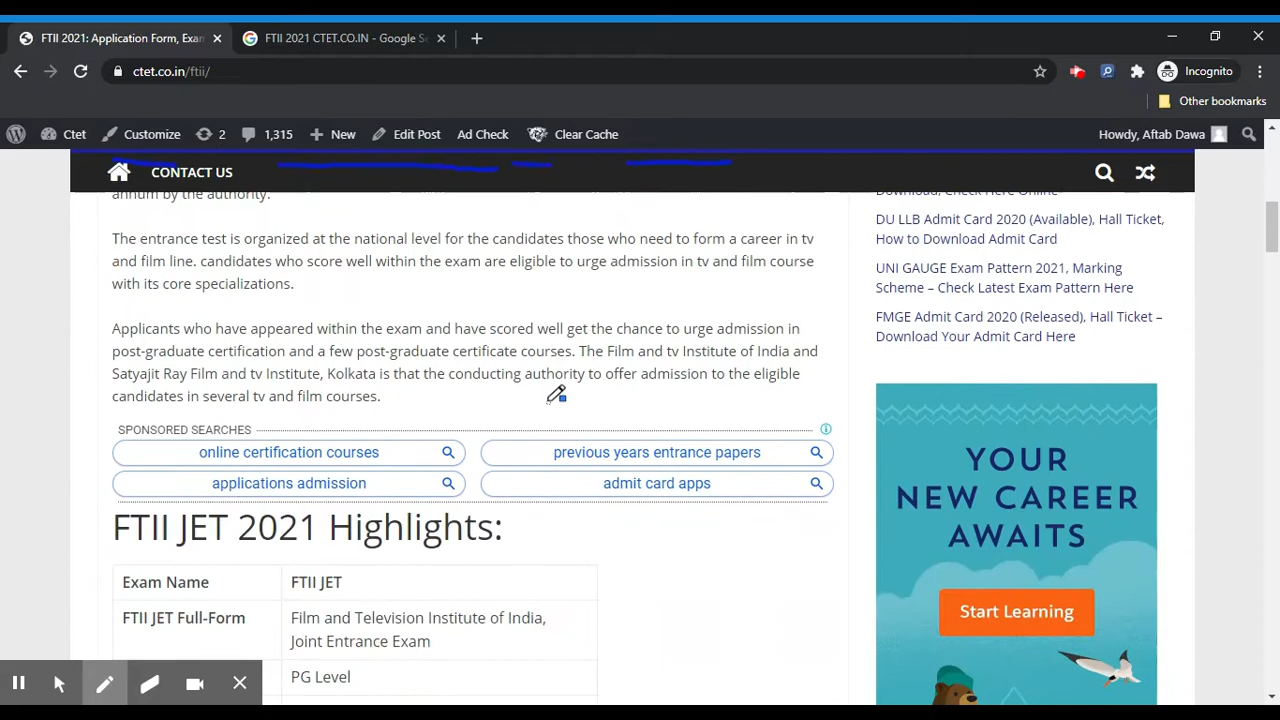 FTII 2021: Application Form, Exam
FTII 2021 CTET.CO.IN - Google Se
ctet.co.in/ftii/
Incognito
Other bookmarks
Ctet
Customize
2
1,315
New
Edit Post
Ad Check
Clear Cache
Howdy, Aftab Dawa
CONTACT US
annum by the authority.
The entrance test is organized at the national level for the candidates those who need to form a career in tv
and film line. candidates who score well within the exam are eligible to urge admission in tv and film course
with its core specializations.
Applicants who have appeared within the exam and have scored well get the chance to urge admission in
post-graduate certification and a few post-graduate certificate courses. The Film and tv Institute of India and
Satyajit Ray Film and tv Institute, Kolkata is that the conducting authority to offer admission to the eligible
candidates in several tv and film courses.
SPONSORED SEARCHES
online certification courses
previous years entrance papers
applications admission
admit card apps
FTII JET 2021 Highlights:
Exam Name
FTII JET
FTII JET Full-Form
Film and Television Institute of India,
Joint Entrance Exam
PG Level
Download, Check Here Online
DU LLB Admit Card 2020 (Available), Hall Ticket,
How to Download Admit Card
UNI GAUGE Exam Pattern 2021, Marking
Scheme – Check Latest Exam Pattern Here
FMGE Admit Card 2020 (Released), Hall Ticket –
Download Your Admit Card Here
YOUR
NEW CAREER
AWAITS
Start Learning